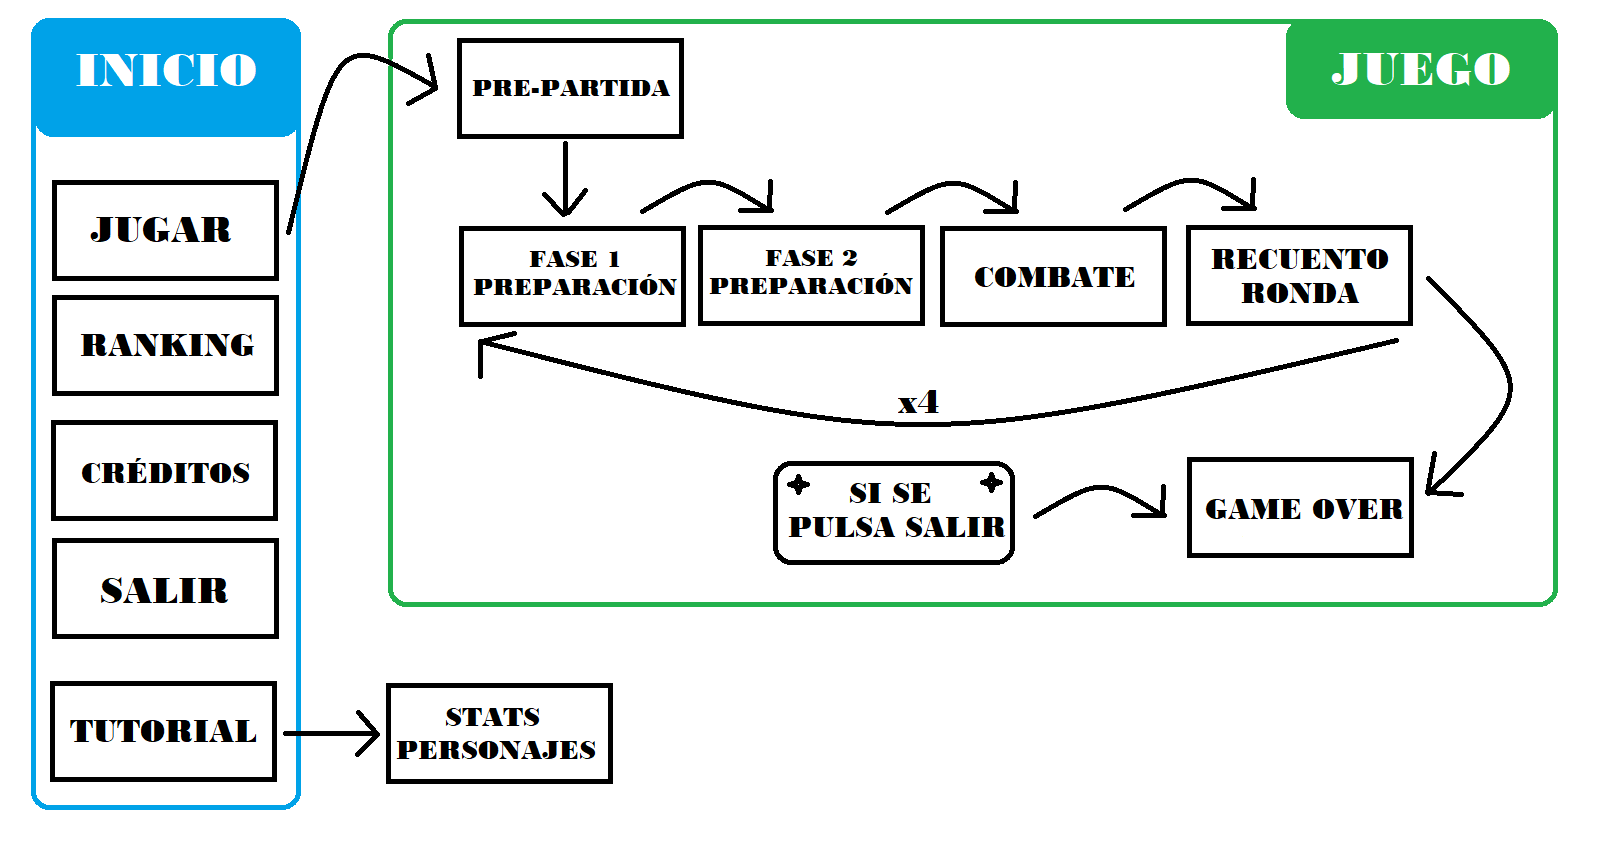 INICIO
JUGAR
RANKING
CRÉDITOS
SALIR
TUTORIAL
STATS
PERSONAJES
JUEGO
PRE-PARTIDA
FASE 1
PREPARACIÓN
FASE 2
PREPARACIÓN
COMBATE
RECUENTO
RONDA
x4
SI SE
PULSA SALIR
GAME OVER